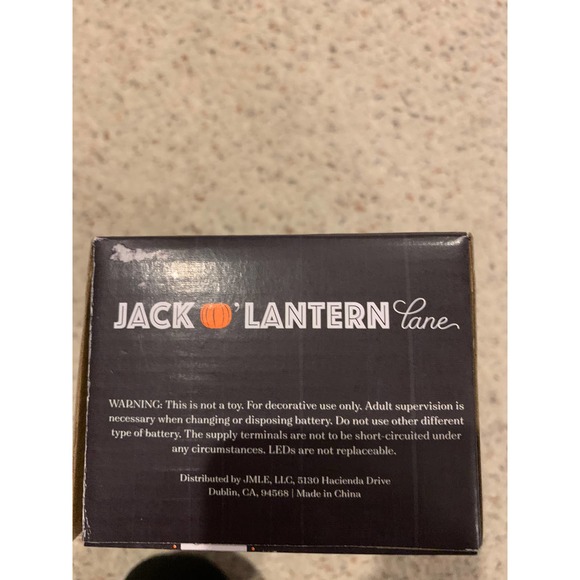 JACK O'LANTERN lane
WARNING: This is not a toy. For decorative use only. Adult supervision is
necessary when changing or disposing battery. Do not use other different
type of battery. The supply terminals are not to be short-circuited under
any circumstances. LEDs are not replaceable.
Distributed by JMLE, LLC, 5130 Hacienda Drive
Dublin, CA, 94568 | Made in China